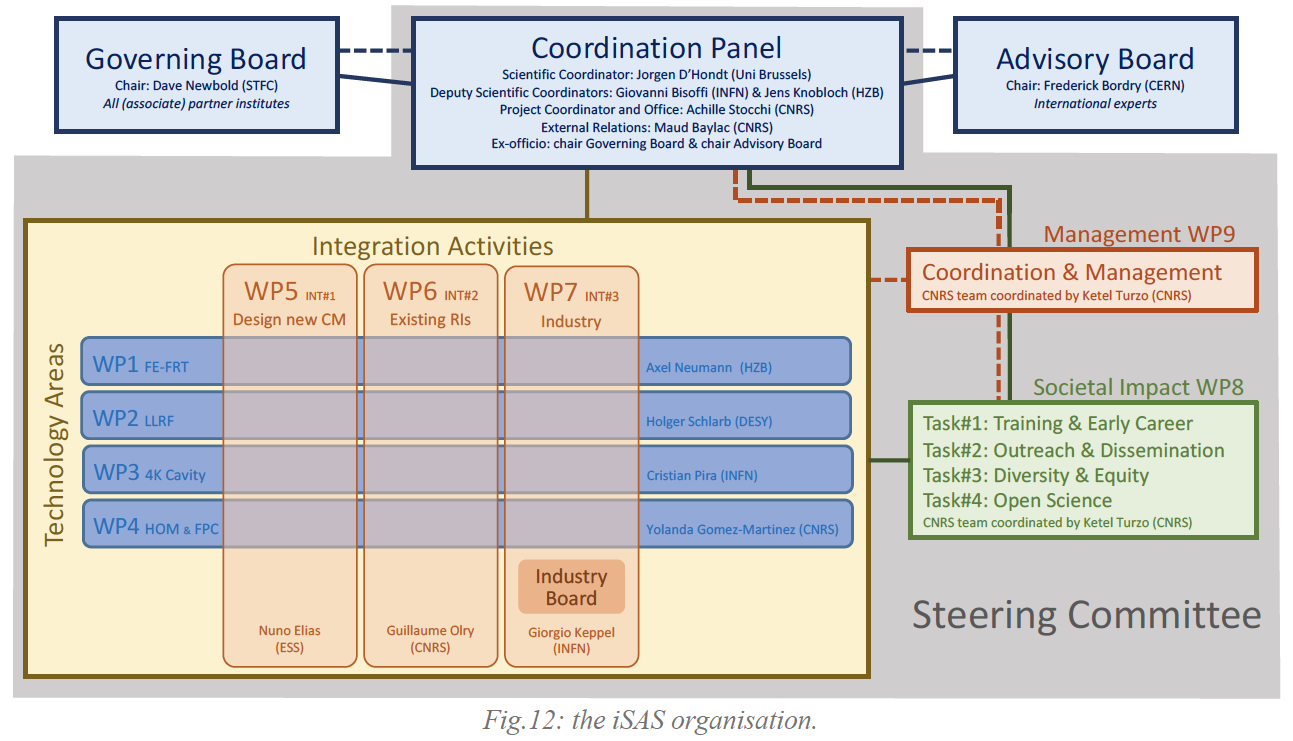 Governing Board
Chair: Dave Newbold (STFC)
All (associate) partner institutes
Coordination Panel
Scientific Coordinator: Jorgen D’Hondt (Uni Brussels)
Deputy Scientific Coordinators: Giovanni Bisoffi (INFN) & Jens Knobloch (HZB)
Project Coordinator and Office: Achille Stocchi (CNRS)
External Relations: Maud Baylac (CNRS)
Ex-officio: chair Governing Board & chair Advisory Board
Advisory Board
Chair: Frederick Bordry (CERN)
International experts
Integration Activities
Technology Areas
WP5 INT#1
Design new CM
WP6 INT#2
Existing RIs
WP7 INT#3
Industry
WP1 FE-FRT
Axel Neumann (HZB)
WP2 LLRF
Holger Schlarb (DESY)
WP3 4K Cavity
Cristian Pira (INFN)
WP4 HOM & FPC
Yolanda Gomez-Martinez (CNRS)
Industry
Board
Nuno Elias
(ESS)
Guillaume Olry
(CNRS)
Giorgio Keppel
(INFN)
Management WP9
Coordination & Management
CNRS team coordinated by Ketel Turzo (CNRS)
Societal Impact WP8
Task#1: Training & Early Career
Task#2: Outreach & Dissemination
Task#3: Diversity & Equity
Task#4: Open Science
CNRS team coordinated by Ketel Turzo (CNRS)
Steering Committee
Fig.12: the iSAS organisation.